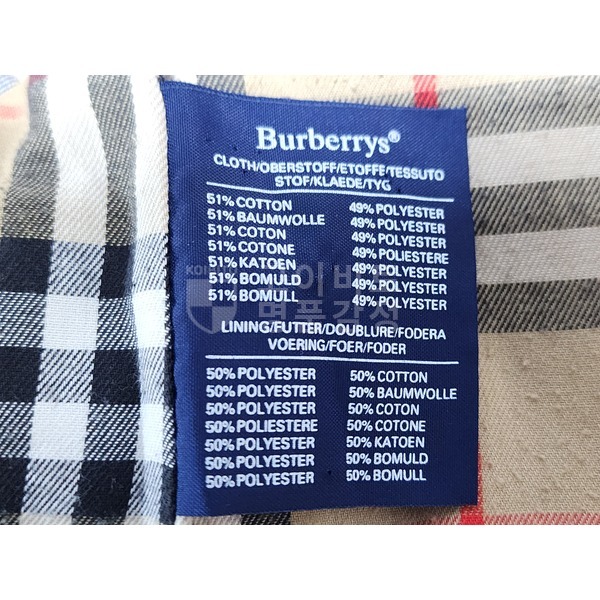 Burberrys®
CLOTH/OBERSTOFF/ETOFFE/TESSUTO
STOF/KLAEDE/TYG
51% COTTON 49% POLYESTER
51% BAUMWOLLE 49% POLYESTER
51% COTON 49% POLYESTER
51% COTONE 49% POLIESTERE
51% KATOEN 49% POLYESTER
51% BOMULD 49% POLYESTER
51% BOMULL 49% POLYESTER
LINING/FUTTER/DOUBLURE/FODERA
VOERING/FOER/FODER
50% POLYESTER 50% COTTON
50% POLYESTER 50% BAUMWOLLE
50% POLYESTER 50% COTON
50% POLIESTERE 50% COTONE
50% POLYESTER 50% KATOEN
50% POLYESTER 50% BOMULD
50% POLYESTER 50% BOMULL